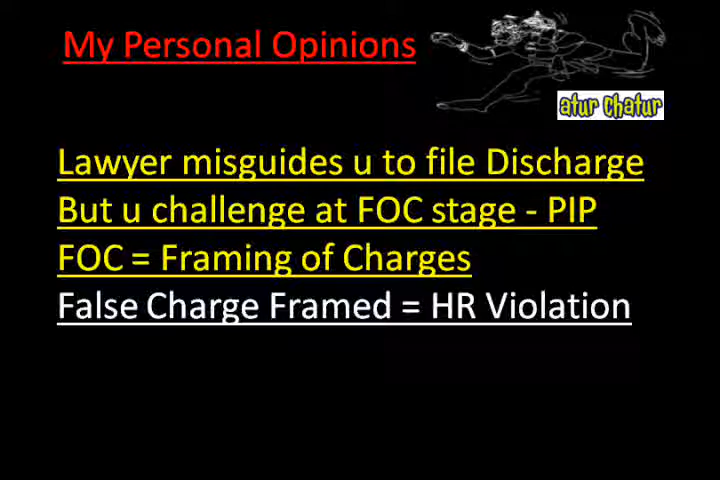 My Personal Opinions
atur chatur
Lawyer misguides u to file Discharge
But u challenge at FOC stage - PIP
FOC = Framing of Charges
False Charge Framed = HR Violation